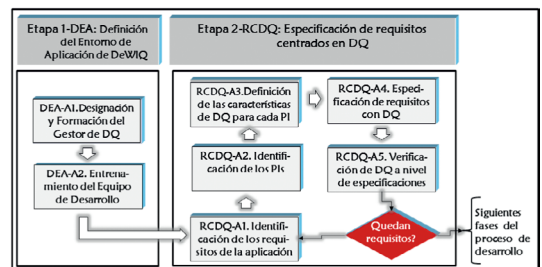 Etapa 1-DEA: Definición
del Entorno de
Aplicación de DeWIQ
Etapa 2-RCDQ: Especificación de requisitos
centrados en DQ
DEA-A1.Designación
y Formación del
Gestor de DQ
DEA-A2. Entrena-
miento del Equipo de
Desarrollo
RCDQ-A3.Definición
de las características
de DQ para cada PI
RCDQ-A4. Especi-
ficación de requisitos
con DQ
RCDQ-A2. Identifi-
cación de los PIs
RCDQ-A5. Verifica-
ción de DQ a nivel
de especificaciones
RCDQ-A1. Identifi-
cación de los requi-
sitos de la aplicación
Quedan
requisitos?
Siguientes
fases del
proceso de
desarrollo